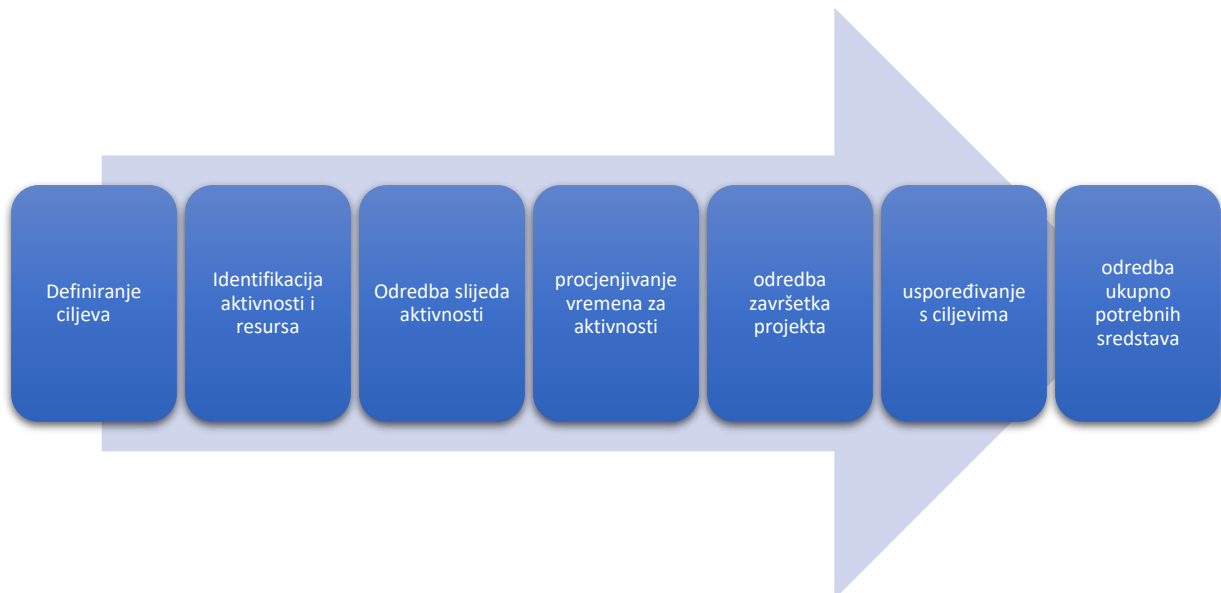 Definiranje
ciljeva
Identifikacija
aktivnosti i
resursa
Odredba slijeda
aktivnosti
procjenjivanje
vremena za
aktivnosti
odredba
završetka
projekta
uspoređivanje
s ciljevima
odredba
ukupno
potrebnih
sredstava